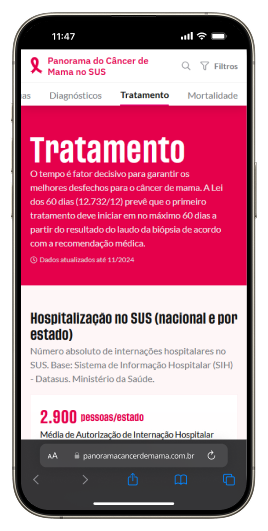 11:47
Panorama do Câncer de
Mama no SUS
Filtros
as Diagnósticos Tratamento Mortalidade
Tratamento
O tempo é fator decisivo para garantir os
melhores desfechos para o câncer de mama. A Lei
dos 60 dias (12.732/12) prevê que o primeiro
tratamento deve iniciar em no máximo 60 dias a
partir do resultado do laudo da biópsia de acordo
com a recomendação médica.
Dados atualizados até 11/2024
Hospitalização no SUS (nacional e por
estado)
Número absoluto de internações hospitalares no
SUS. Base: Sistema de Informação Hospitalar (SIH)
- Datasus. Ministério da Saúde.
2.900 pessoas/estado
Média de Autorização de Internação Hospitalar
AA panoramacancerdemama.com.br